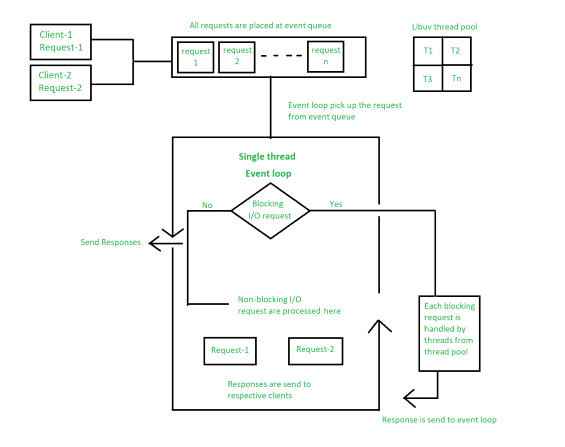 All requests are placed at event queue
Libuv thread pool
Client-1
Request-1
Client-2
Request-2
request
1
request
2
request
n
T1
T2
T3
Tn
Event loop pick up the request
from event queue
Single thread
Event loop
No
Blocking
I/O request
Yes
Send Responses
Non-blocking I/O
request are processed here
Each blocking
request is
handled by
threads from
thread pool
Request-1
Request-2
Responses are send to
respective clients
Response is send to event loop